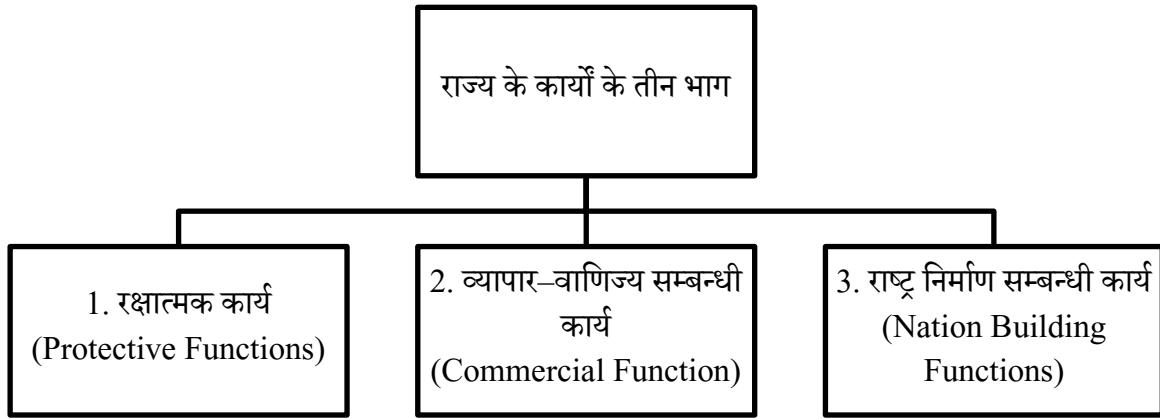 राज्य के कार्यों के तीन भाग
1. रक्षात्मक कार्य
(Protective Functions)
2. व्यापार–वाणिज्य सम्बन्धी
कार्य
(Commercial Function)
3. राष्ट्र निर्माण सम्बन्धी कार्य
(Nation Building
Functions)